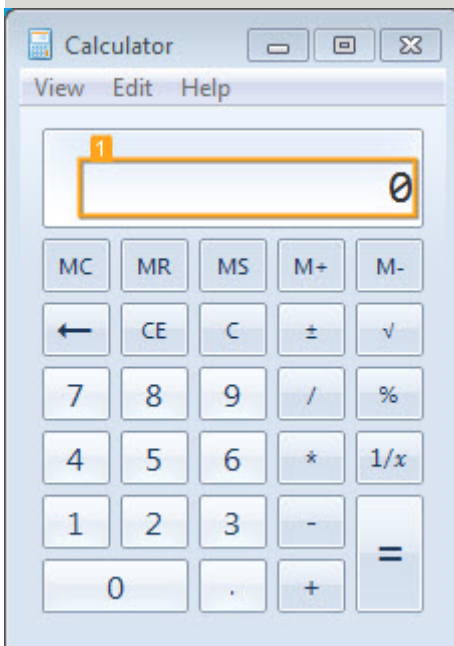 Calculator
View Edit Help
1
0
MC MR MS M+ M-
← CE C ± √
7 8 9 / %
4 5 6 * 1/x
1 2 3 - =
0 . +